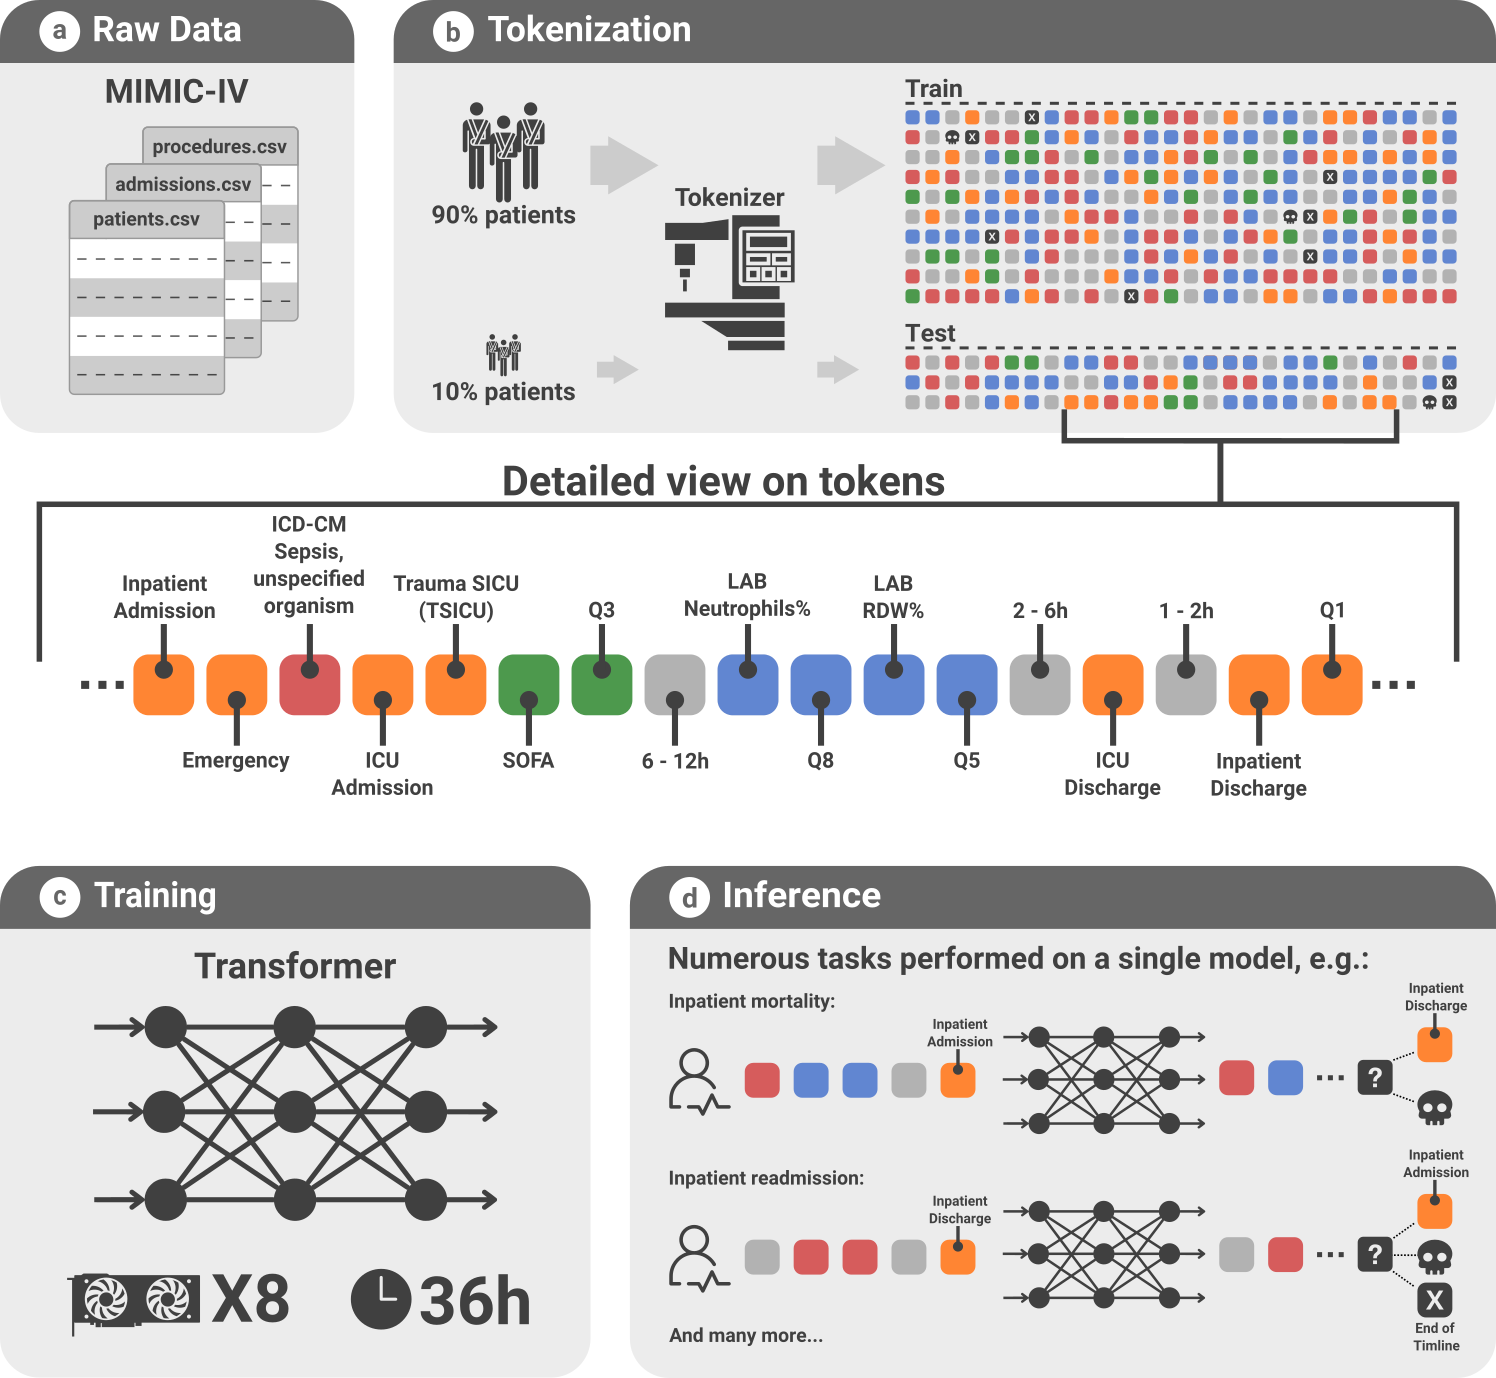 a Raw Data
MIMIC-IV
procedures.csv
admissions.csv
patients.csv
b Tokenization
90% patients
10% patients
Tokenizer
Train
X
X
X
X
X
X
X
Test
X
X
Detailed view on tokens
Inpatient
Admission
ICD-CM
Sepsis,
unspecified
organism
Trauma SICU
(TSICU)
Q3
LAB
Neutrophils%
LAB
RDW%
2 - 6h
1 - 2h
Q1
...
...
Emergency
ICU
Admission
SOFA
6 - 12h
Q8
Q5
ICU
Discharge
Inpatient
Discharge
c Training
Transformer
X8
36h
d Inference
Numerous tasks performed on a single model, e.g.:
Inpatient mortality:
Inpatient
Admission
...
?
Inpatient
Discharge
Inpatient readmission:
Inpatient
Discharge
...
?
Inpatient
Admission
X
End of
Timline
And many more...